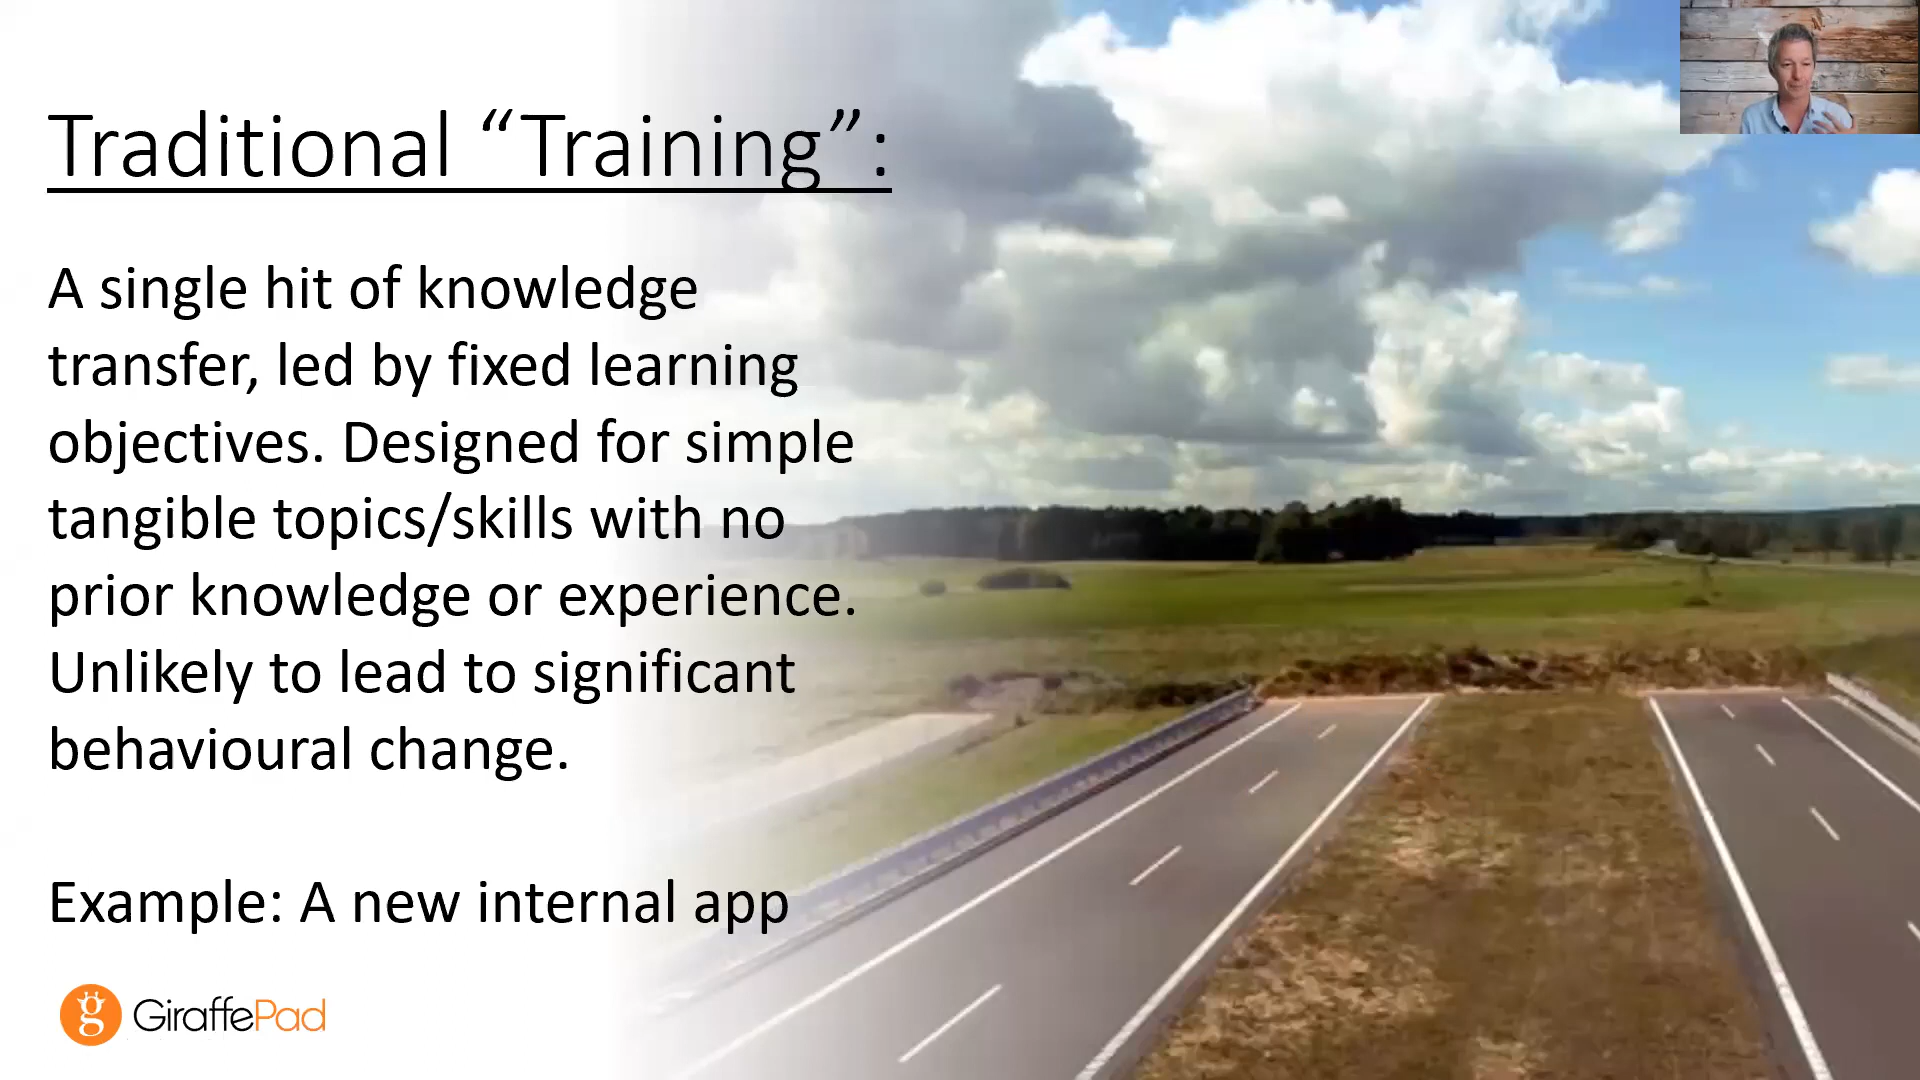 Traditional “Training”:
A single hit of knowledge
transfer, led by fixed learning
objectives. Designed for simple
tangible topics/skills with no
prior knowledge or experience.
Unlikely to lead to significant
behavioural change.
Example: A new internal app
g GiraffePad